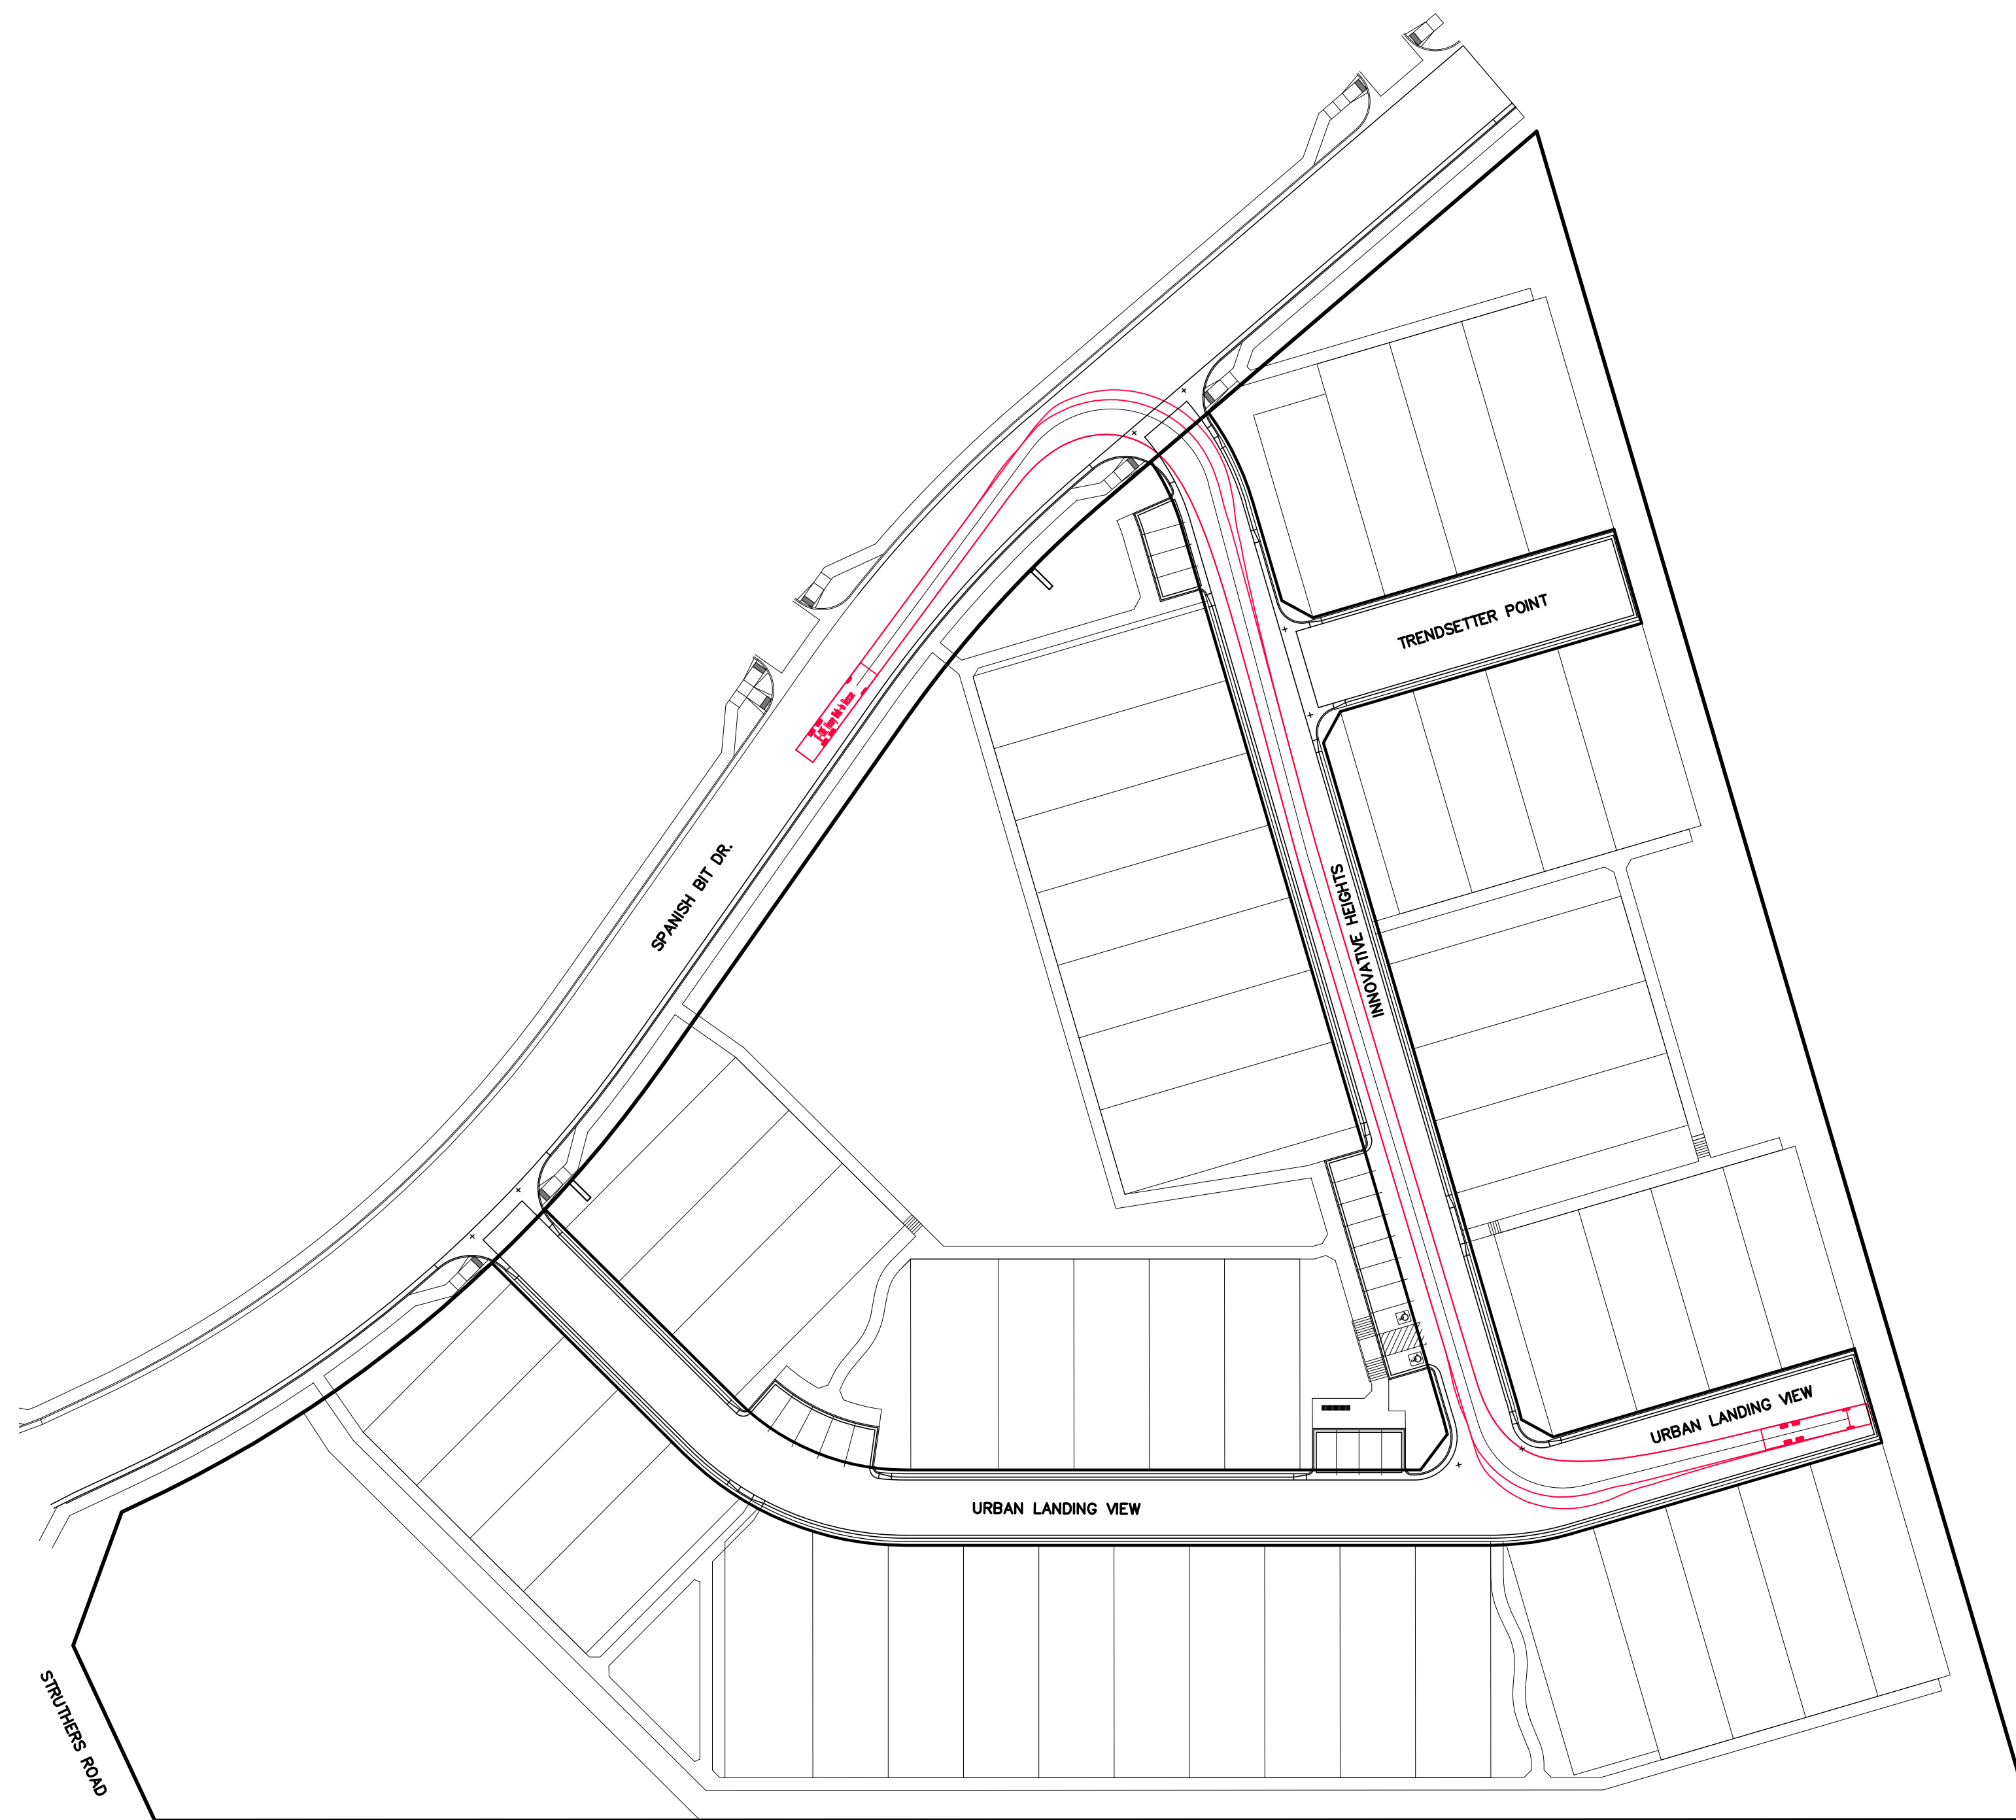 TRENDSETTER POINT
SPANISH BIT DR.
INNOVATIVE HEIGHTS
URBAN LANDING VIEW
URBAN LANDING VIEW
STRUTHERS ROAD